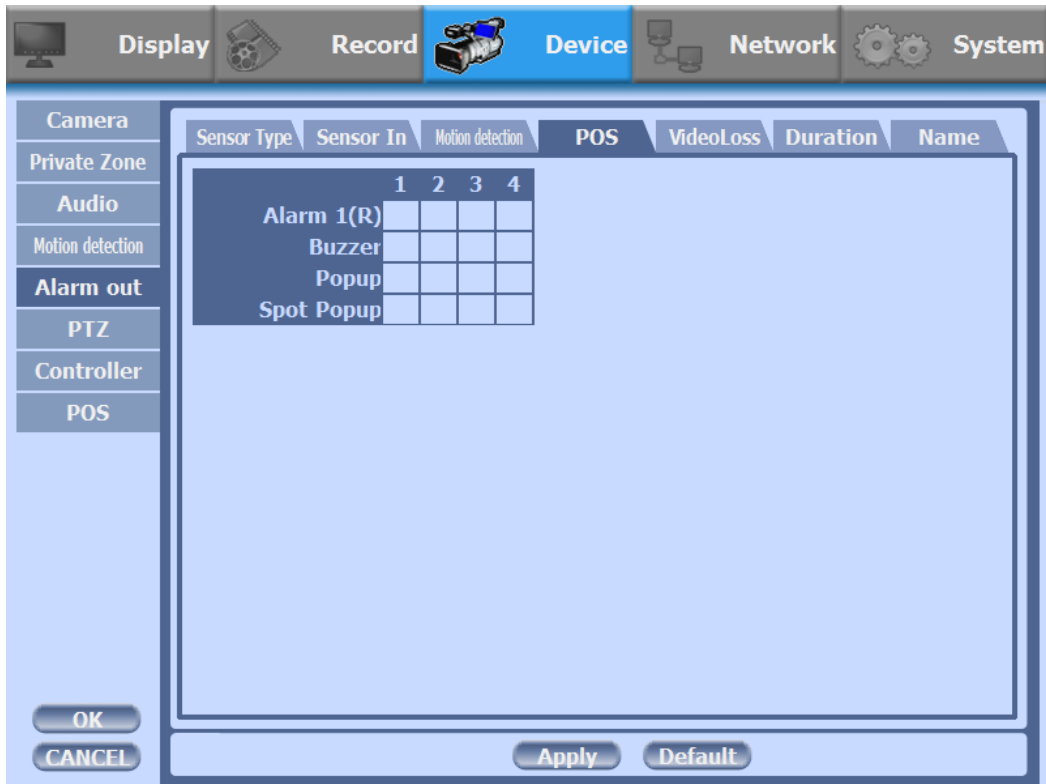 Display Record Device Network System
Camera
Private Zone
Audio
Motion detection
Alarm out
PTZ
Controller
POS
OK
CANCEL
Sensor Type Sensor In Motion detection POS VideoLoss Duration Name
1 2 3 4
Alarm 1(R)
Buzzer
Popup
Spot Popup
Apply Default